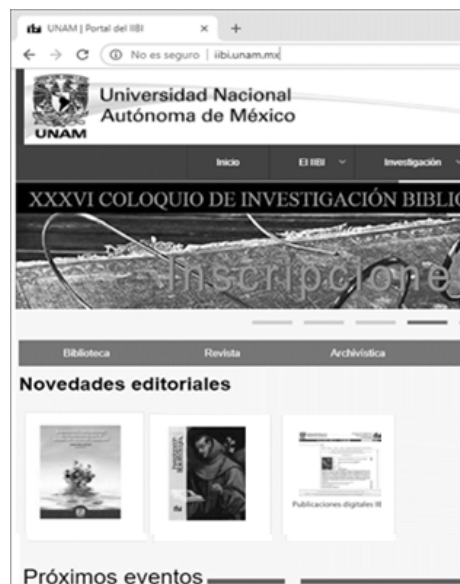 UNAM | Portal del IIBI
No es seguro | iibi.unam.mx
Universidad Nacional
Autónoma de México
UNAM
Inicio El IIBI Investigación
XXXVI COLOQUIO DE INVESTIGACIÓN BIBLIO
Inscripcione
Biblioteca Revista Archivística
Novedades editoriales
Publicaciones digitales III
Próximos eventos